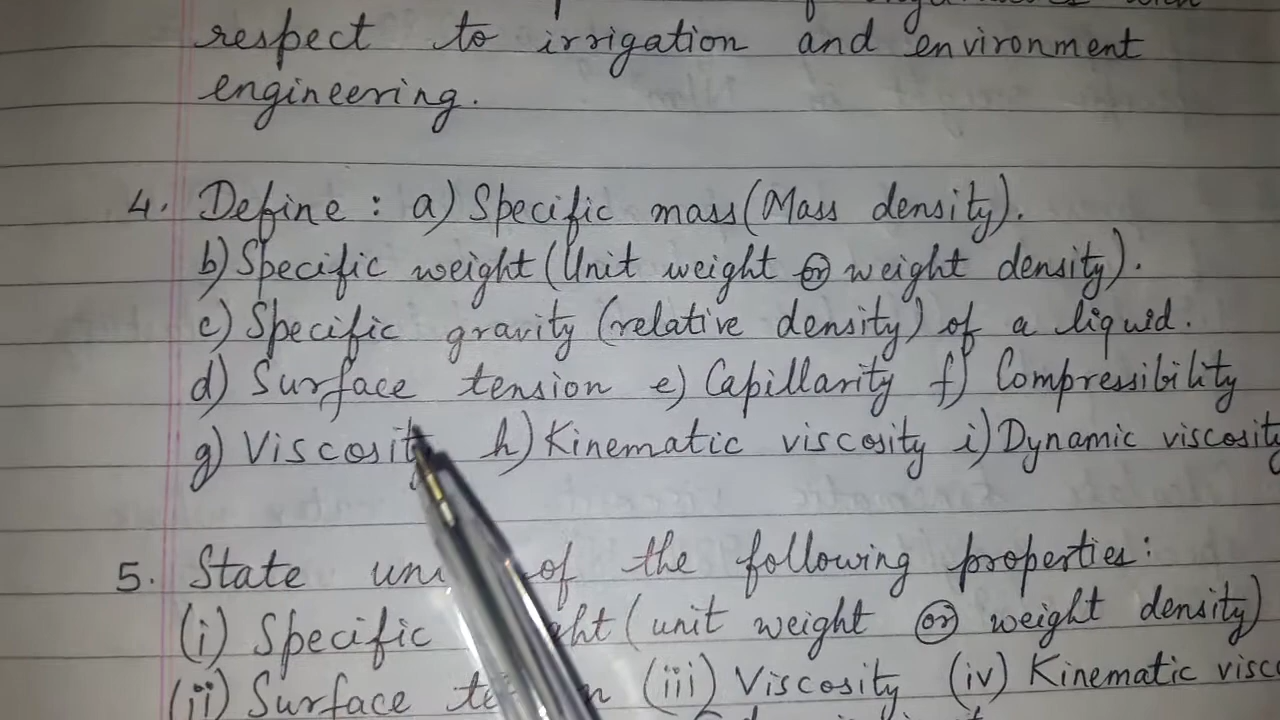 respect to irrigation and environment
engineering.
4. Define : a) Specific mass (Mass density).
b) Specific weight (Unit weight or weight density).
c) Specific gravity (relative density) of a liquid.
d) Surface tension e) Capillarity f) Compressibility
g) Viscosity h) Kinematic viscosity i) Dynamic viscosity
5. State of the following properties:
(i) Specific (unit weight or weight density)
(ii) Surface (iii) Viscosity (iv) Kinematic